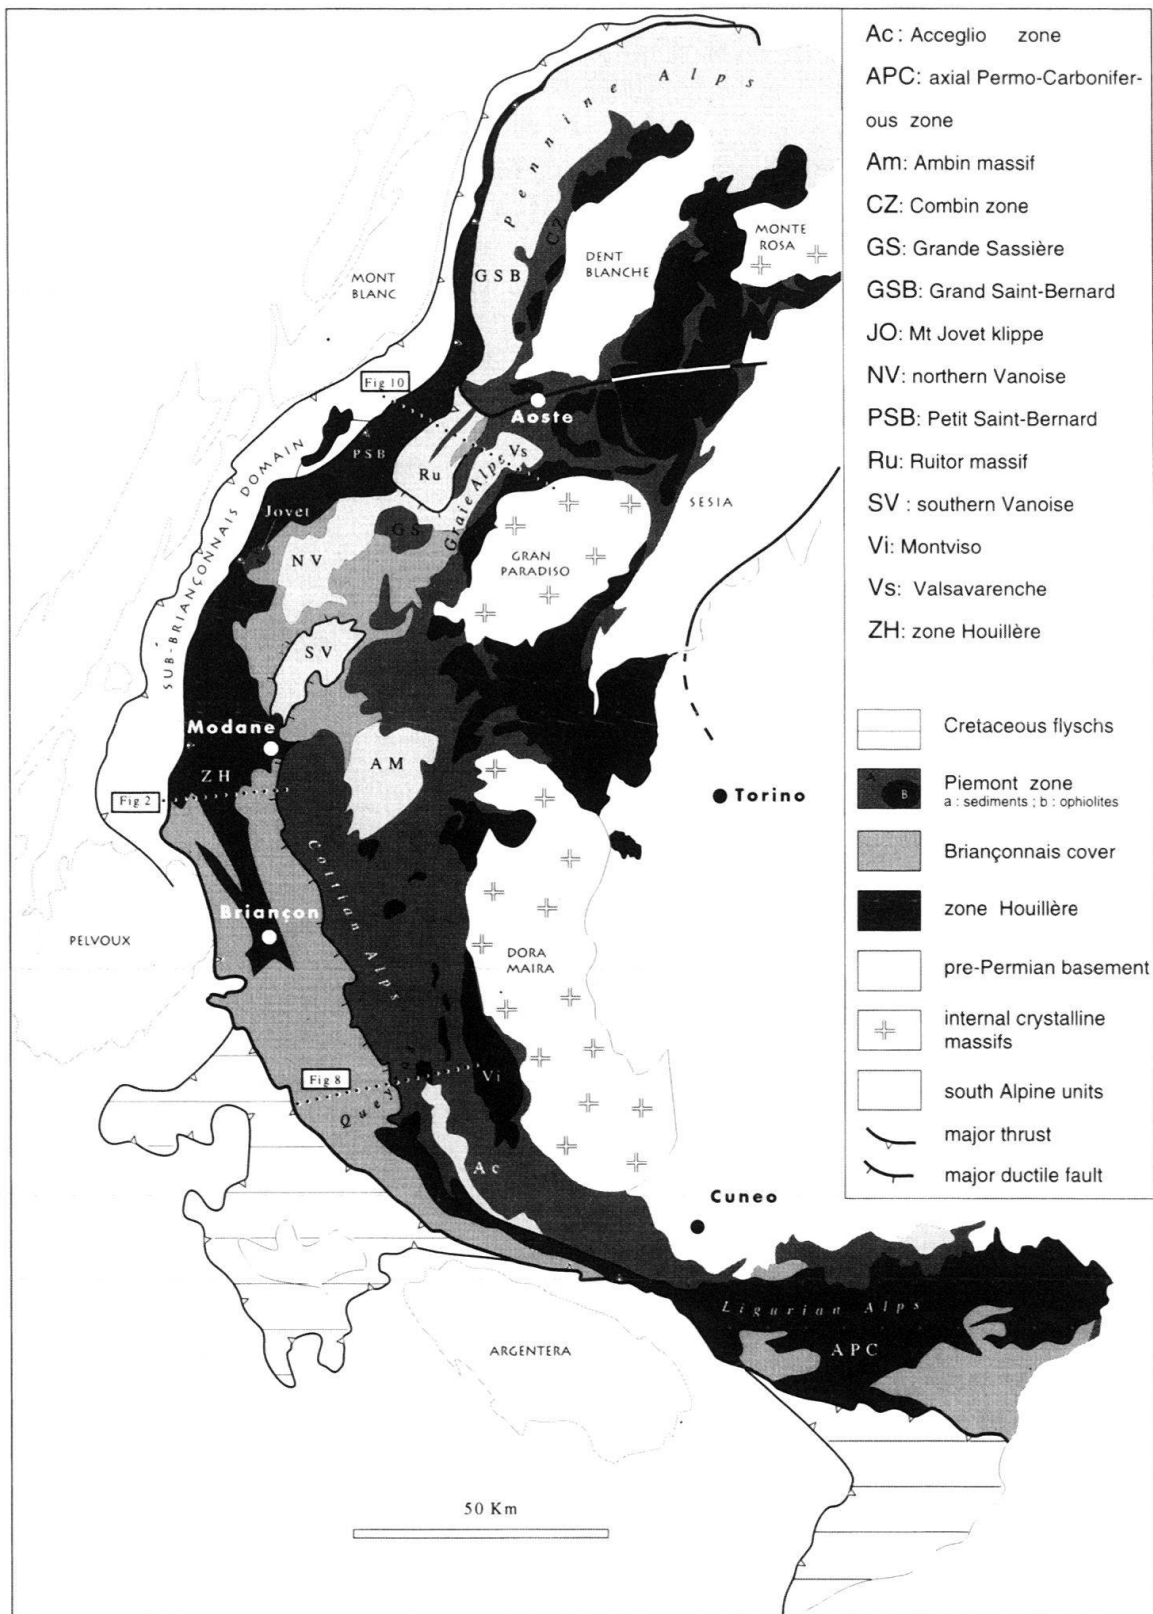 Pennine Alps
MONT
BLANC
GSB
CZ
DENT
BLANCHE
MONTE
ROSA
Fig 10
Aoste
PSB
Ru
Vs
Graie Alps
SESIA
SUB-BRIANÇONNAIS DOMAIN
Jovet
GS
NV
GRAN
PARADISO
SV
Modane
AM
ZH
Fig 2
Torino
Cottian Alps
Briançon
PELVOUX
DORA
MAIRA
Fig 8
Vi
Ac
Cuneo
Ligurian Alps
APC
ARGENTERA
50 Km
Ac: Acceglio zone
APC: axial Permo-Carbonifer-
ous zone
Am: Ambin massif
CZ: Combin zone
GS: Grande Sassière
GSB: Grand Saint-Bernard
JO: Mt Jovet klippe
NV: northern Vanoise
PSB: Petit Saint-Bernard
Ru: Ruitor massif
SV : southern Vanoise
Vi: Montviso
Vs: Valsavarenche
ZH: zone Houillère
Cretaceous flyschs
A
B
Piemont zone
a : sediments ; b : ophiolites
Briançonnais cover
zone Houillère
pre-Permian basement
internal crystalline
massifs
south Alpine units
major thrust
major ductile fault